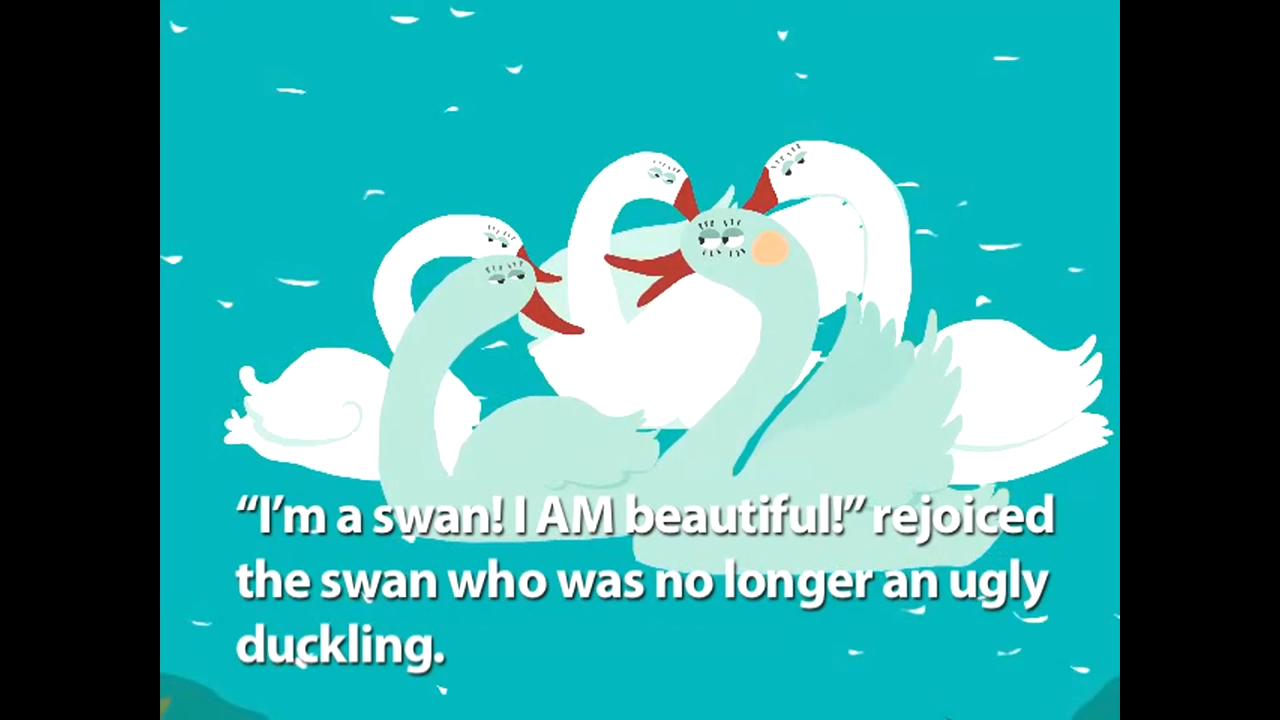 “I’m a swan! I AM beautiful!” rejoiced
the swan who was no longer an ugly
duckling.